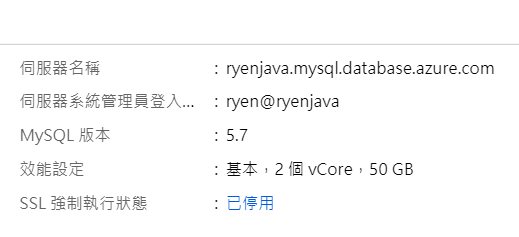 伺服器名稱 : ryenjava.mysql.database.azure.com
伺服器系統管理員登入... : ryen@ryenjava
MySQL 版本 : 5.7
效能設定 : 基本，2 個 vCore，50 GB
SSL 強制執行狀態 : 已停用